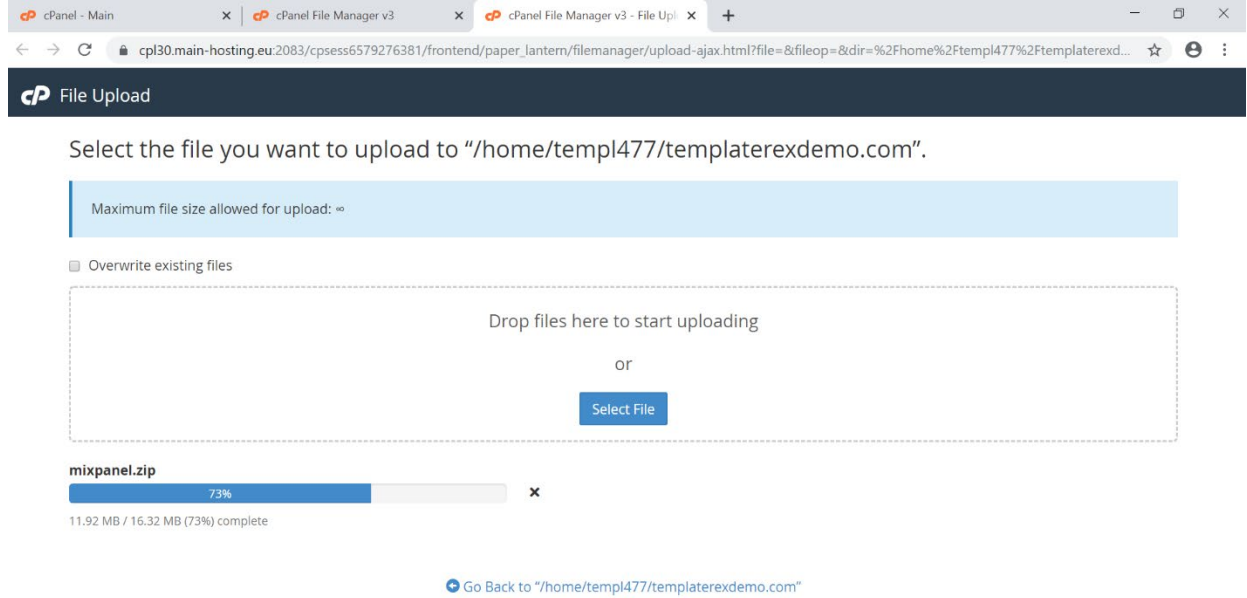 cPanel - Main
cPanel File Manager v3
cPanel File Manager v3 - File Upl
cpl30.main-hosting.eu:2083/cpsess6579276381/frontend/paper_lantern/filemanager/upload-ajax.html?file=&fileop=&dir=%2Fhome%2Ftempl477%2Ftemplaterexd...
cP File Upload
Select the file you want to upload to “/home/templ477/templaterexdemo.com”.
Maximum file size allowed for upload: ∞
Overwrite existing files
Drop files here to start uploading
or
Select File
mixpanel.zip
73%
11.92 MB / 16.32 MB (73%) complete
Go Back to “/home/templ477/templaterexdemo.com”